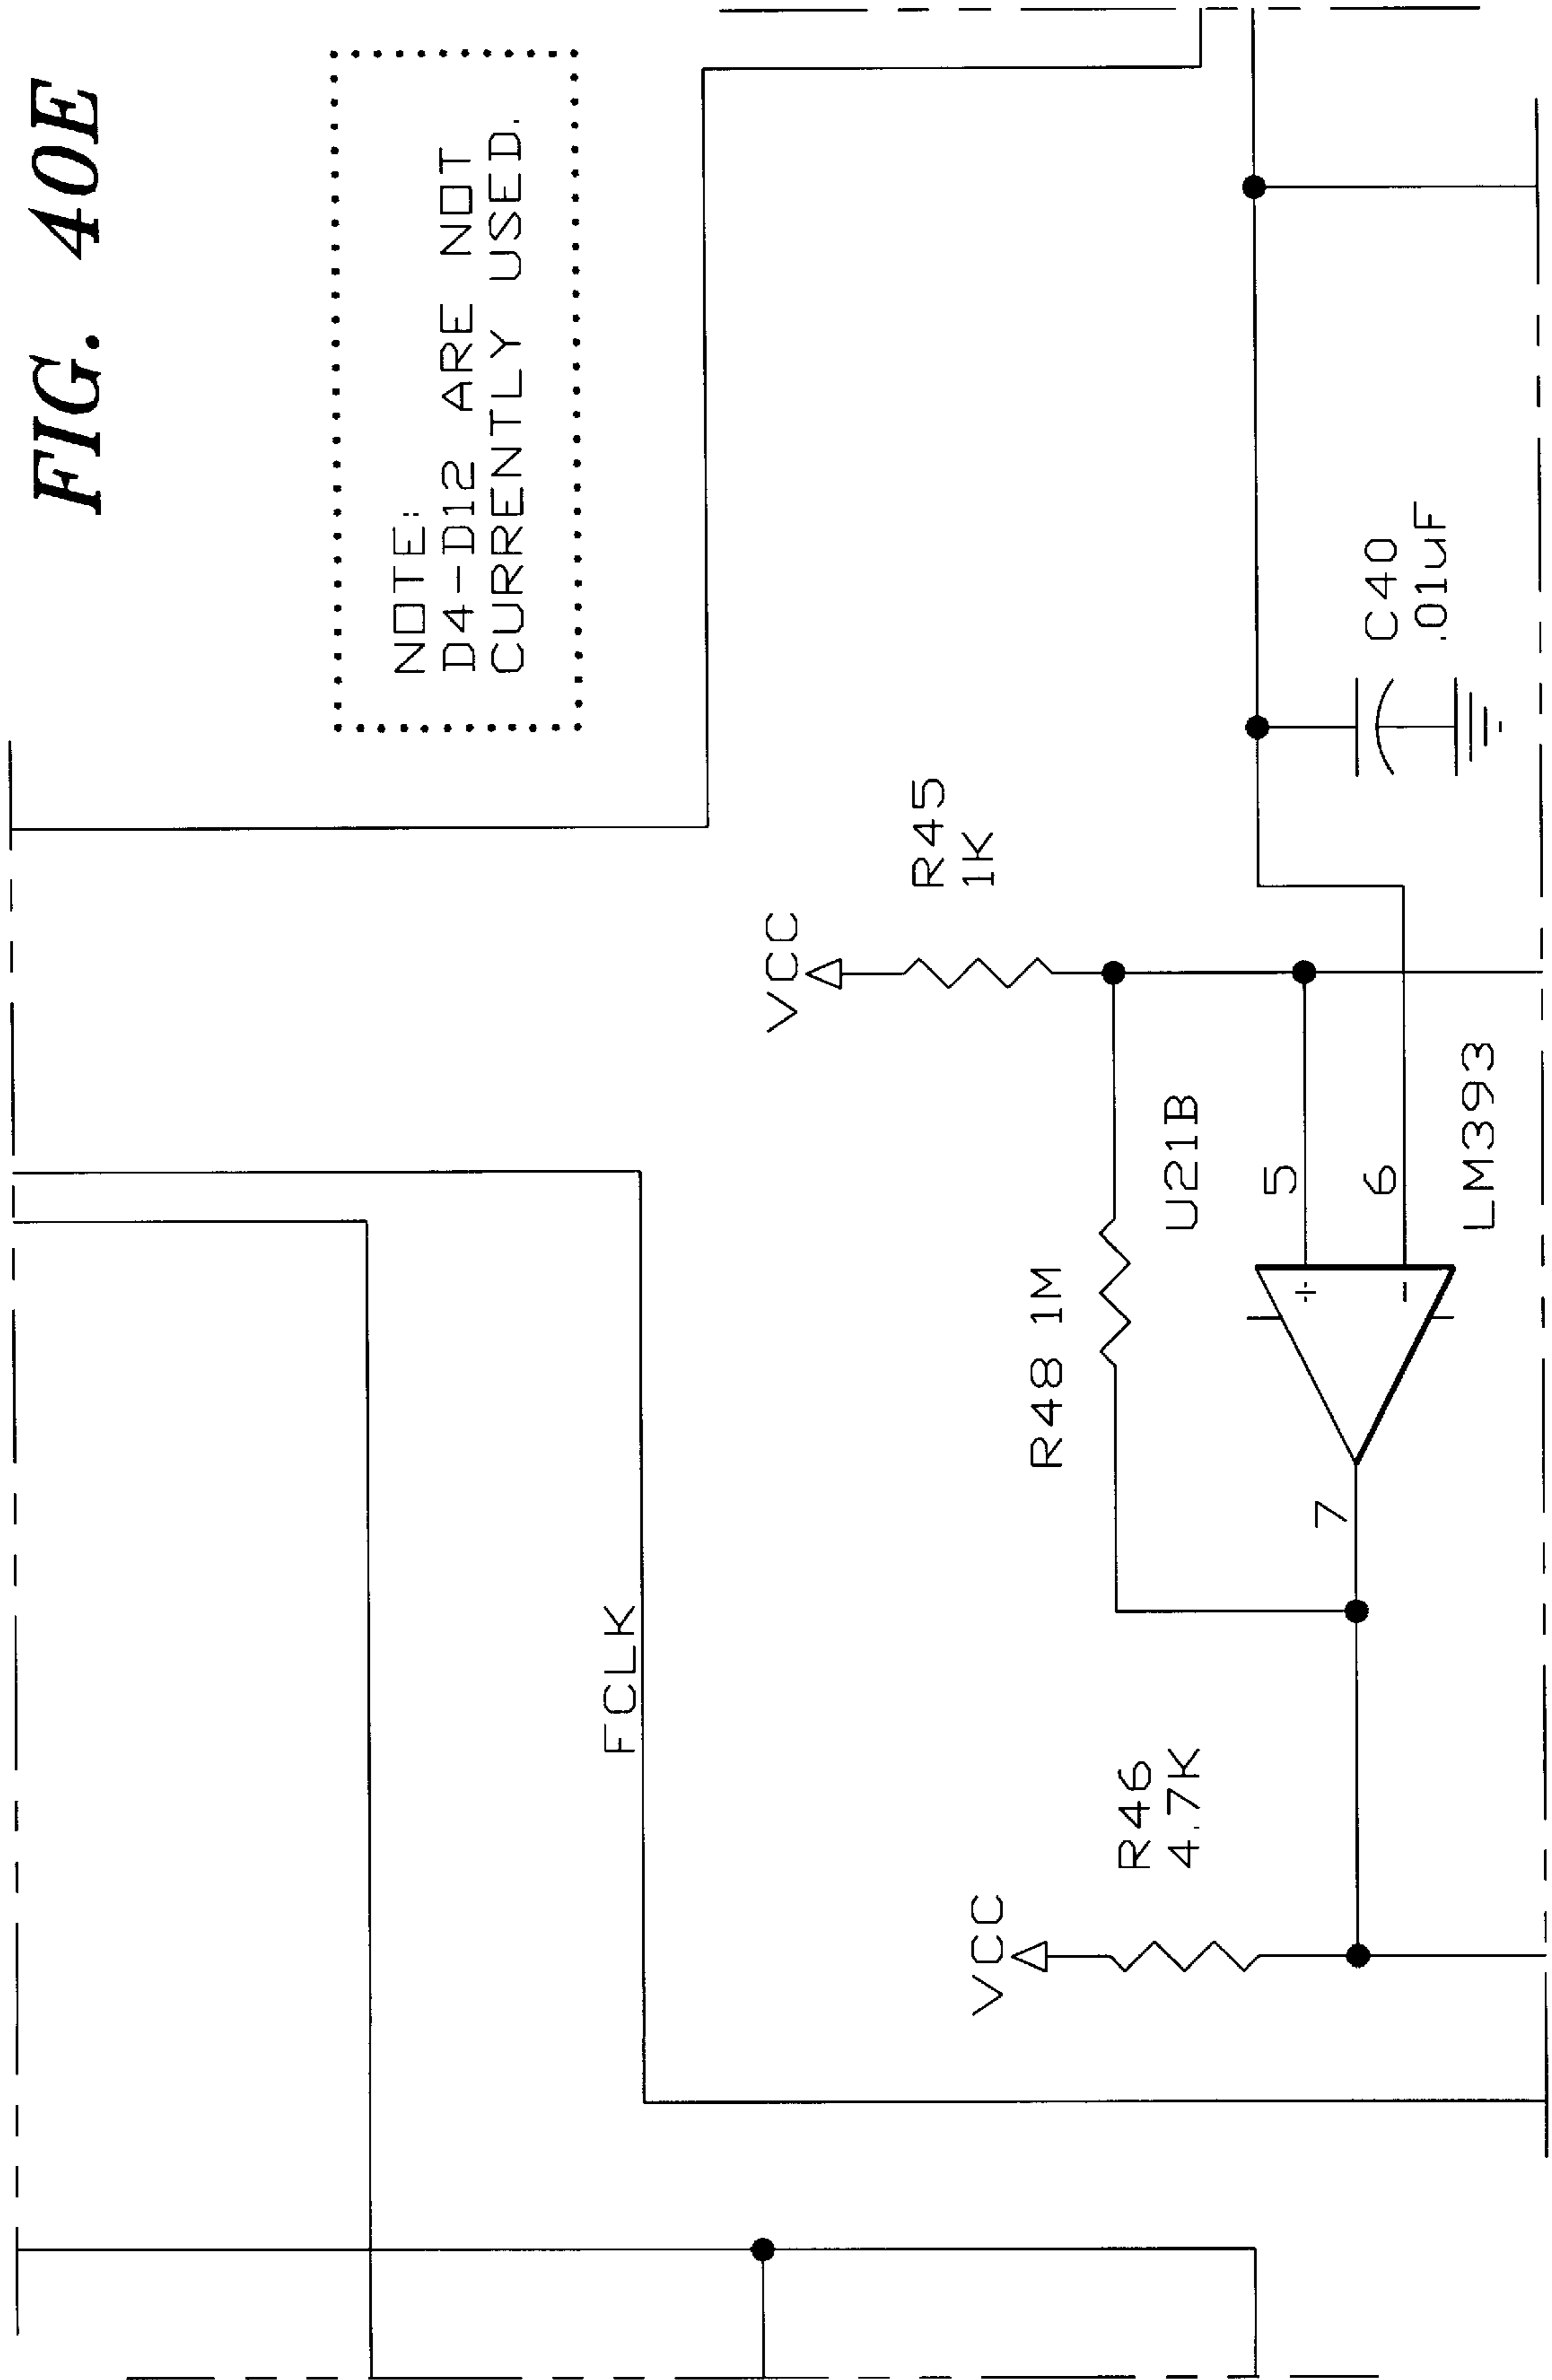 FIG. 40E
NOTE:
D4-D12 ARE NOT
CURRENTLY USED.
FCLK
VCC
R45
1K
VCC
R46
4.7K
R48 1M
U21B
5
6
7
LM393
C40
.01uF
+
-